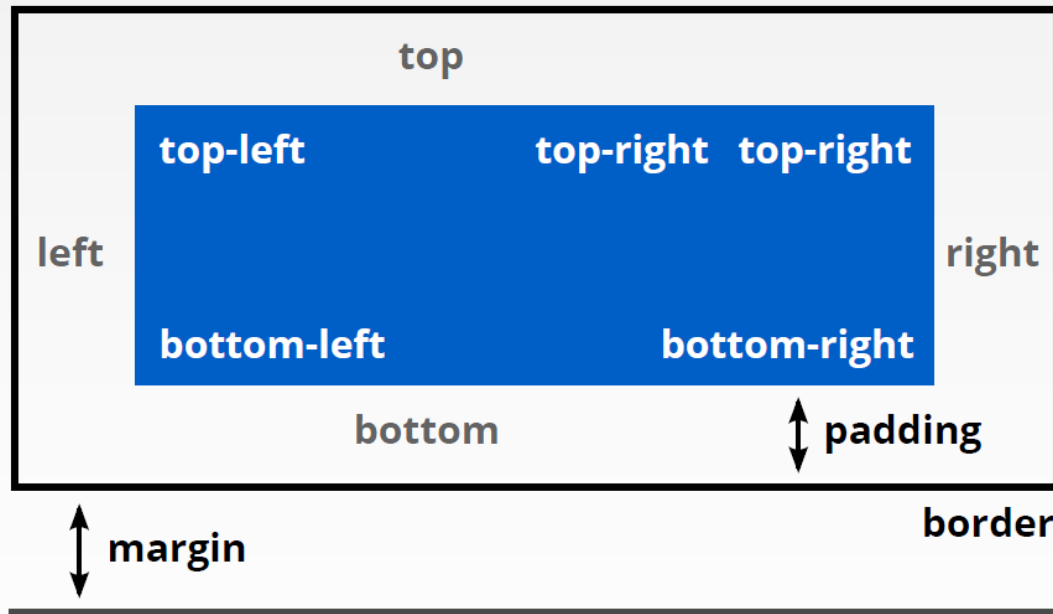 top
top-left top-right top-right
left right
bottom-left bottom-right
bottom padding
border
margin